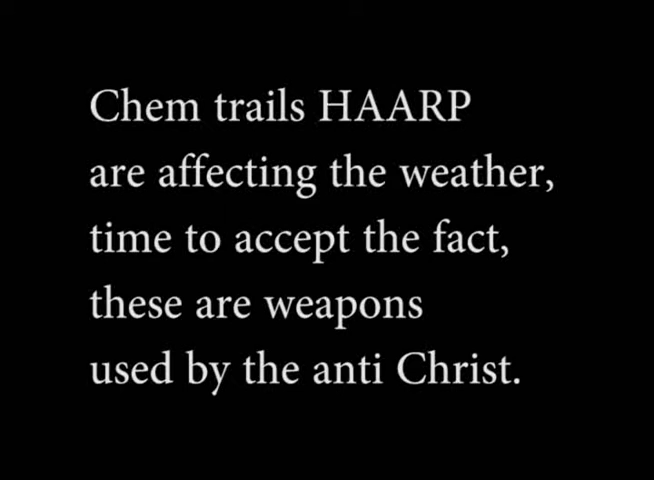 Chem trails HAARP
are affecting the weather,
time to accept the fact,
these are weapons
used by the anti Christ.